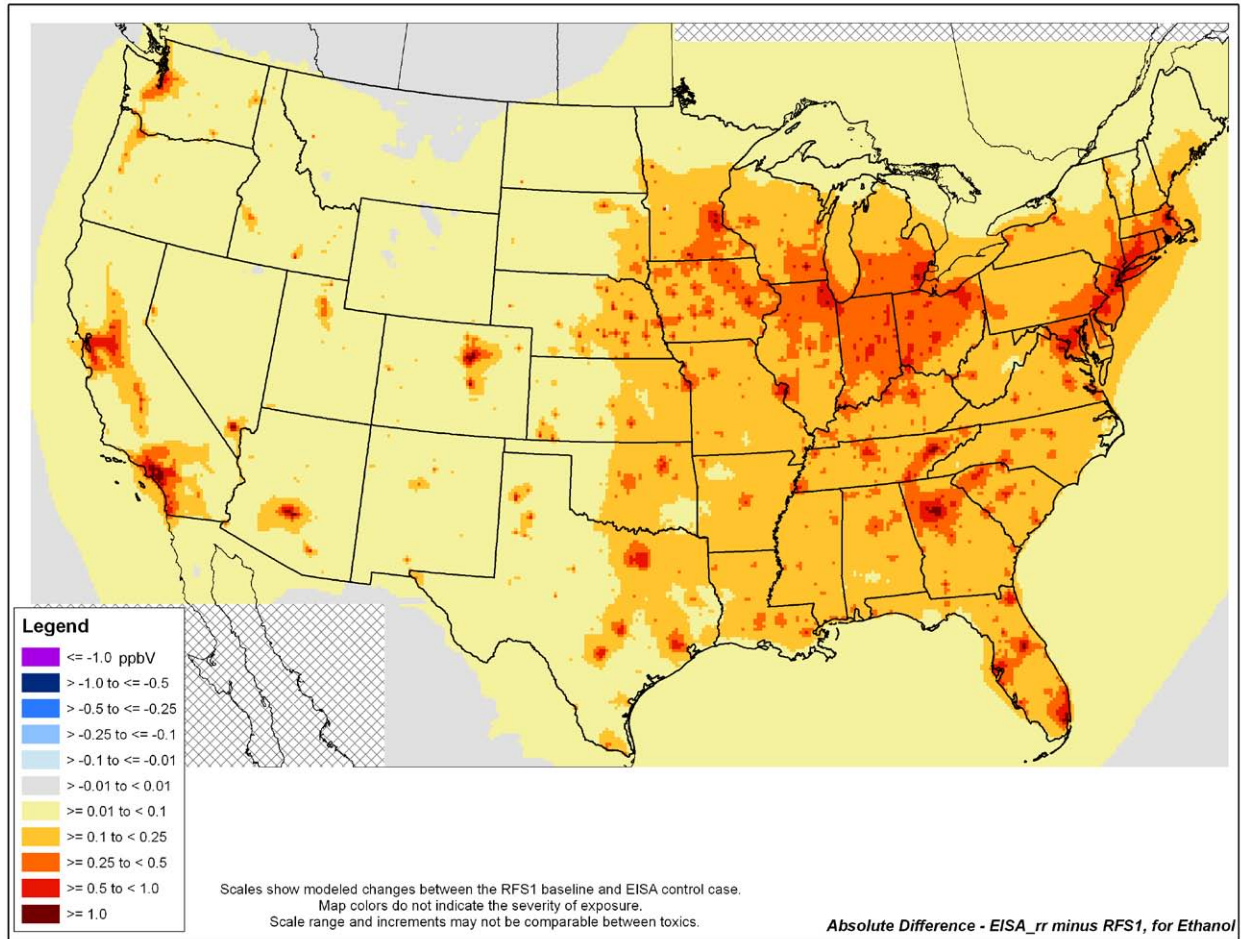 Legend
<= -1.0 ppbV
> -1.0 to <= -0.5
> -0.5 to <= -0.25
> -0.25 to <= -0.1
> -0.1 to <= -0.01
> -0.01 to < 0.01
>= 0.01 to < 0.1
>= 0.1 to < 0.25
>= 0.25 to < 0.5
>= 0.5 to < 1.0
>= 1.0
Scales show modeled changes between the RFS1 baseline and EISA control case.
Map colors do not indicate the severity of exposure.
Scale range and increments may not be comparable between toxics.
Absolute Difference - EISA_rr minus RFS1, for Ethanol